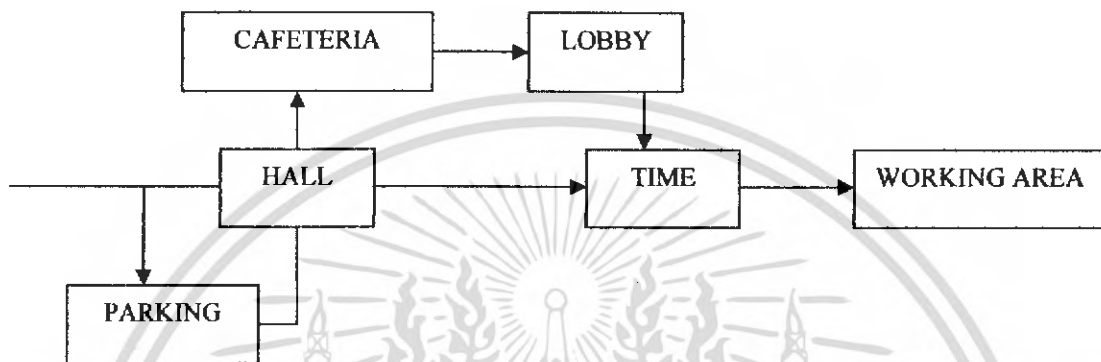 CAFETERIA
LOBBY
HALL
TIME
WORKING AREA
PARKING